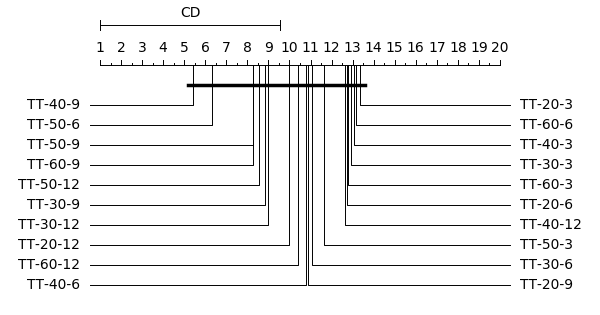 CD
1 2 3 4 5 6 7 8 9 10 11 12 13 14 15 16 17 18 19 20
TT-40-9 TT-20-3
TT-50-6 TT-60-6
TT-50-9 TT-40-3
TT-60-9 TT-30-3
TT-50-12 TT-60-3
TT-30-9 TT-20-6
TT-30-12 TT-40-12
TT-20-12 TT-50-3
TT-60-12 TT-30-6
TT-40-6 TT-20-9